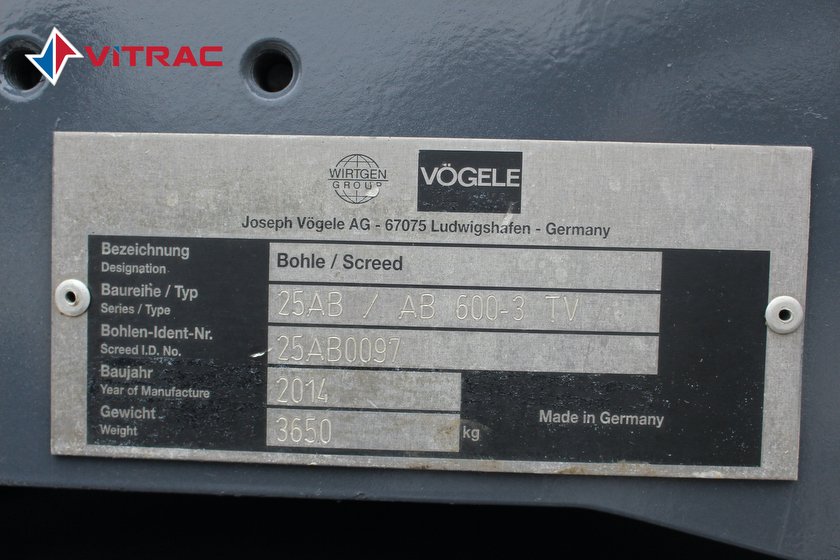 ViTRAC
WIRTGEN
GROUP
VÖGELE
Joseph Vögele AG - 67075 Ludwigshafen - Germany
Bezeichnung
Designation
Bohle / Screed
Baureihe / Typ
Series / Type
25AB / AB 600-3 TV
Bohlen-Ident-Nr.
Screed I.D. No.
25AB0097
Baujahr
Year of Manufacture
2014
Gewicht
Weight
3650 kg
Made in Germany